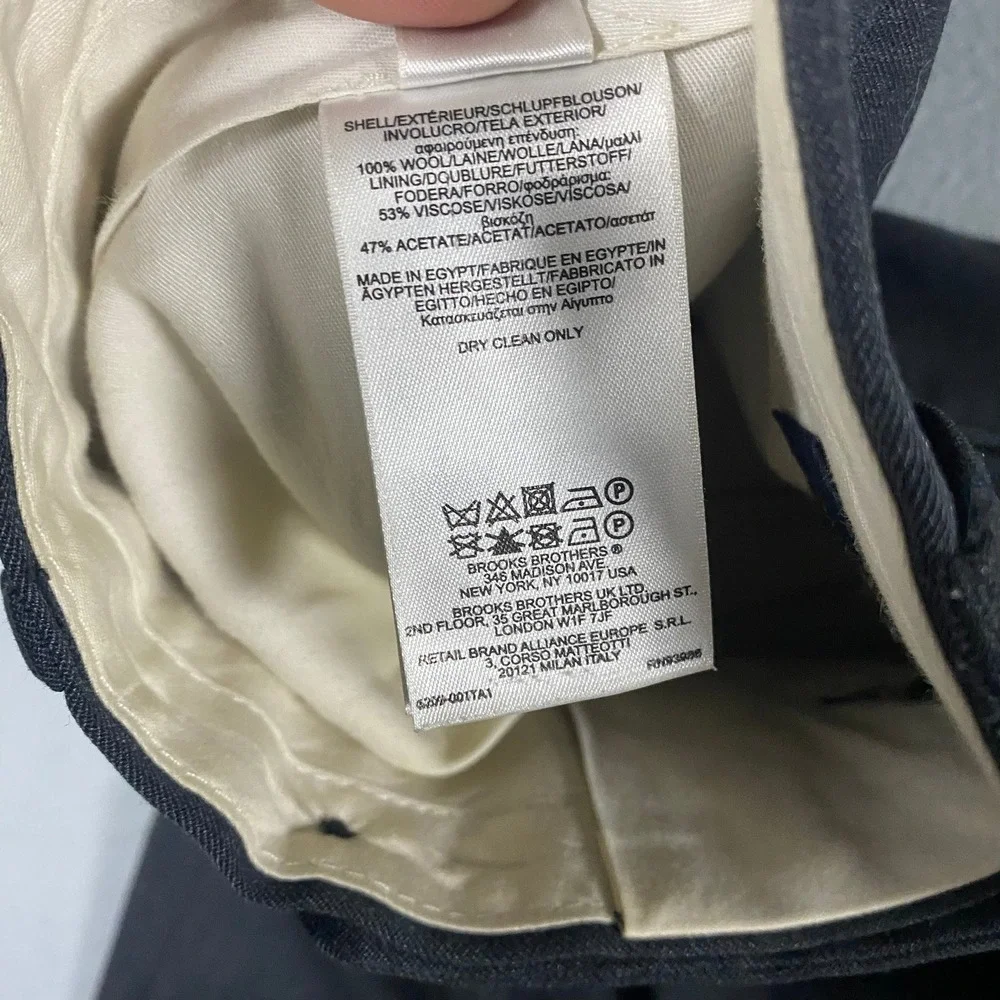 SHELL/EXTÉRIEUR/SCHLUPFBLOUSON/
INVOLUCRO/TELA EXTERIOR/
αφαιρούμενη επένδυση:
100% WOOL/LAINE/WOLLE/LANA/μαλλί
LINING/DOUBLURE/FUTTERSTOFF/
FODERA/FORRO/φοδράρισμα:
53% VISCOSE/VISKOSE/VISCOSA/
βισκόζη
47% ACETATE/ACETAT/ACETATO/ασετάτ
MADE IN EGYPT/FABRIQUE EN EGYPTE/IN
ÄGYPTEN HERGESTELLT/FABBRICATO IN
EGITTO/HECHO EN EGIPTO/
Κατασκευάζεται στην Αίγυπτο
DRY CLEAN ONLY
P
P
BROOKS BROTHERS ®
346 MADISON AVE.
NEW YORK, NY 10017 USA
BROOKS BROTHERS UK LTD.
2ND FLOOR, 35 GREAT MARLBOROUGH ST.,
LONDON W1F 7JF
RETAIL BRAND ALLIANCE EUROPE S.R.L.
3, CORSO MATTEOTTI
20121 MILAN ITALY